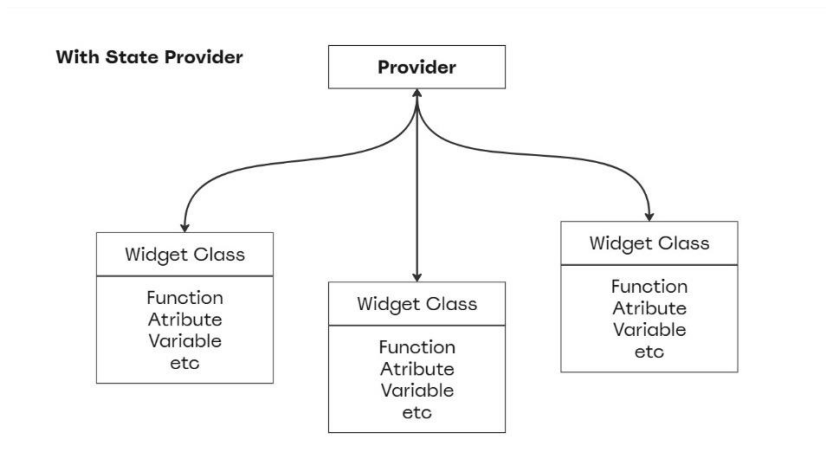 With State Provider
Provider
Widget Class
Function
Atribute
Variable
etc
Widget Class
Function
Atribute
Variable
etc
Widget Class
Function
Atribute
Variable
etc